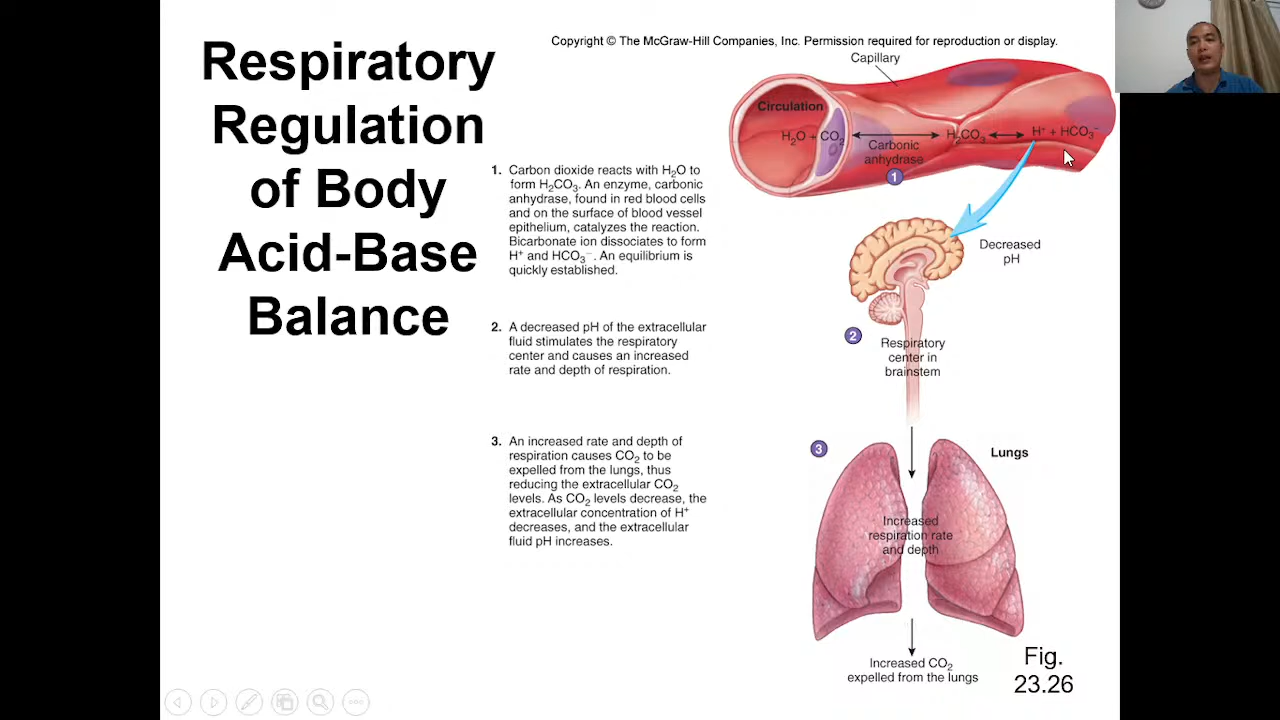 Respiratory
Regulation
of Body
Acid-Base
Balance
Copyright © The McGraw-Hill Companies, Inc. Permission required for reproduction or display.
Capillary
Circulation
H₂O + CO₂
H₂CO₃
H⁺ + HCO₃⁻
Carbonic
anhydrase
1
1. Carbon dioxide reacts with H₂O to
form H₂CO₃. An enzyme, carbonic
anhydrase, found in red blood cells
and on the surface of blood vessel
epithelium, catalyzes the reaction.
Bicarbonate ion dissociates to form
H⁺ and HCO₃⁻. An equilibrium is
quickly established.
Decreased
pH
2. A decreased pH of the extracellular
fluid stimulates the respiratory
center and causes an increased
rate and depth of respiration.
2
Respiratory
center in
brainstem
3. An increased rate and depth of
respiration causes CO₂ to be
expelled from the lungs, thus
reducing the extracellular CO₂
levels. As CO₂ levels decrease, the
extracellular concentration of H⁺
decreases, and the extracellular
fluid pH increases.
3
Lungs
Increased
respiration rate
and depth
Increased CO₂
expelled from the lungs
Fig.
23.26